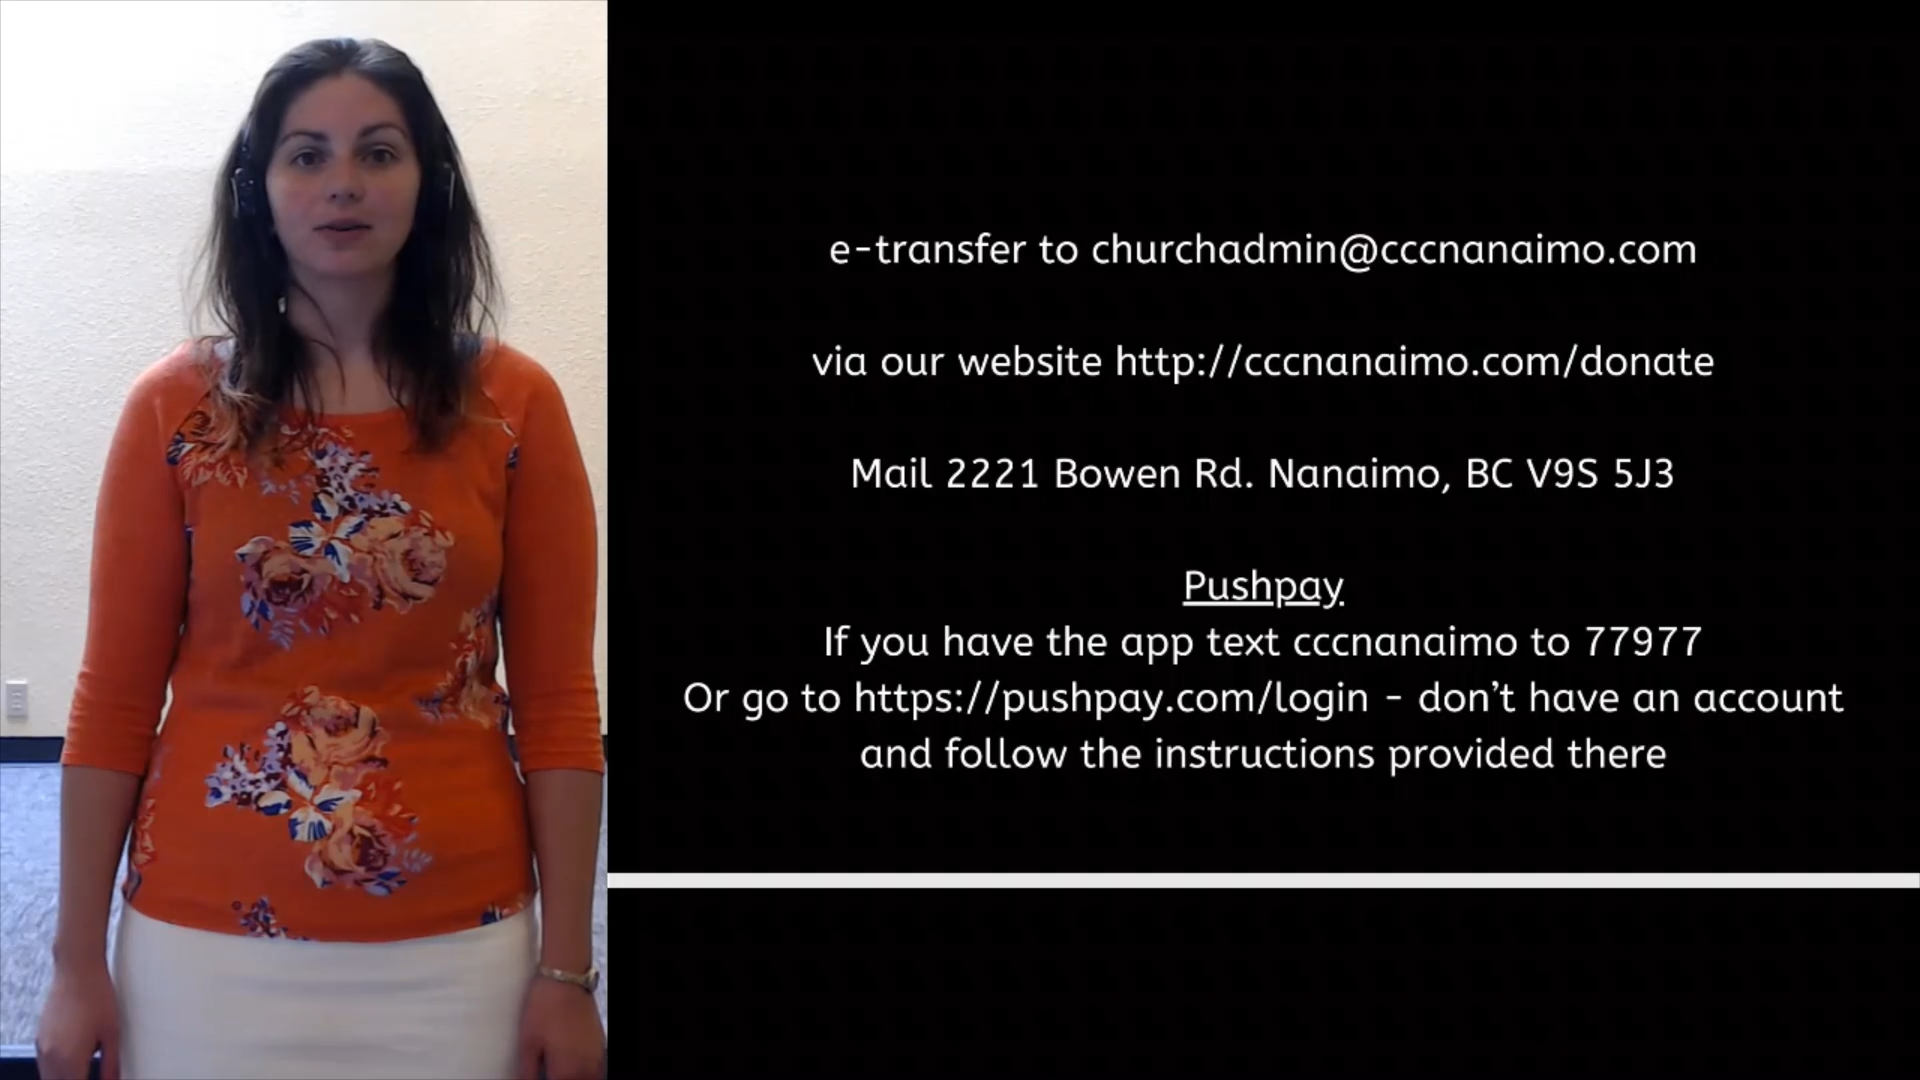 e-transfer to churchadmin@cccnanaimo.com
via our website http://cccnanaimo.com/donate
Mail 2221 Bowen Rd. Nanaimo, BC V9S 5J3
Pushpay
If you have the app text cccnanaimo to 77977
Or go to https://pushpay.com/login - don’t have an account
and follow the instructions provided there